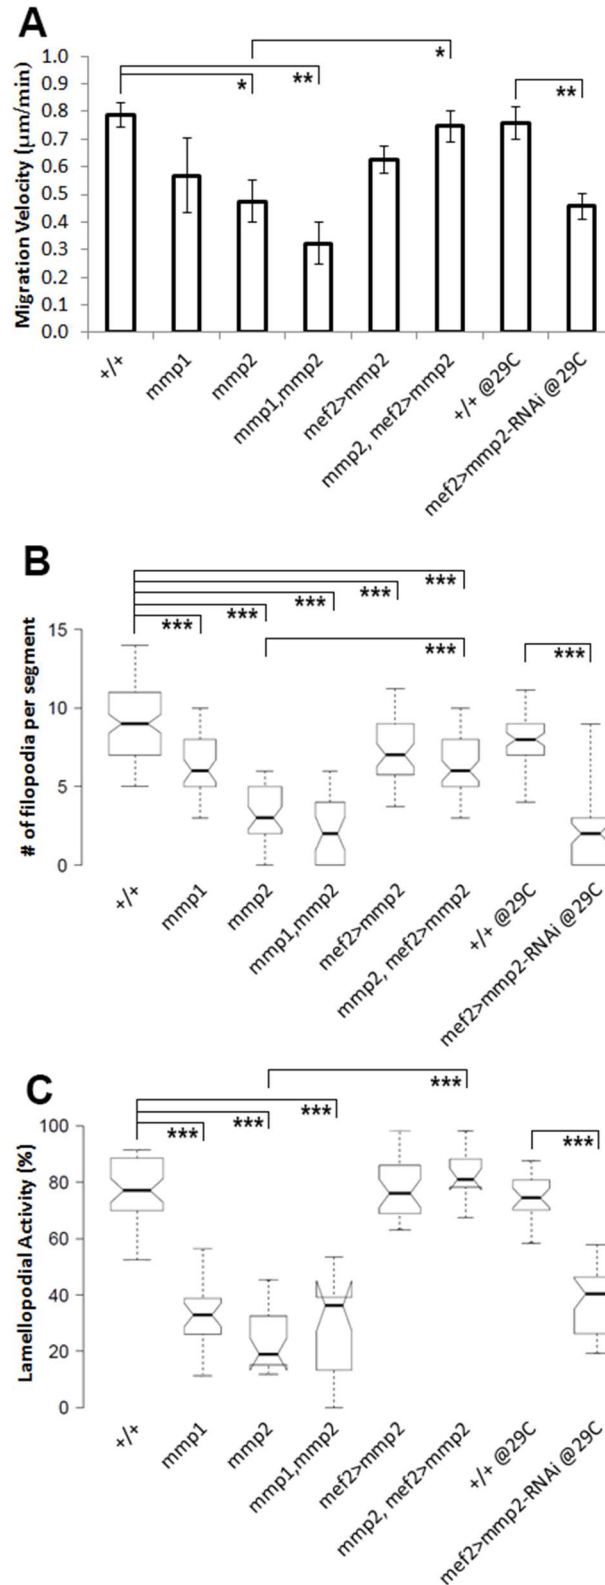 A
Migration Velocity (µm/min)
1.0
0.9
0.8
0.7
0.6
0.5
0.4
0.3
0.2
0.1
0.0
*
**
*
**
+/+
mmp1
mmp2
mmp1,mmp2
mef2>mmp2
mmp2, mef2>mmp2
+/+ @29C
mef2>mmp2-RNAi @29C
B
# of filopodia per segment
15
10
5
0
***
***
***
***
***
***
***
+/+
mmp1
mmp2
mmp1,mmp2
mef2>mmp2
mmp2, mef2>mmp2
+/+ @29C
mef2>mmp2-RNAi @29C
C
Lamellopodial Activity (%)
100
80
60
40
20
0
***
***
***
***
***
+/+
mmp1
mmp2
mmp1,mmp2
mef2>mmp2
mmp2, mef2>mmp2
+/+ @29C
mef2>mmp2-RNAi @29C